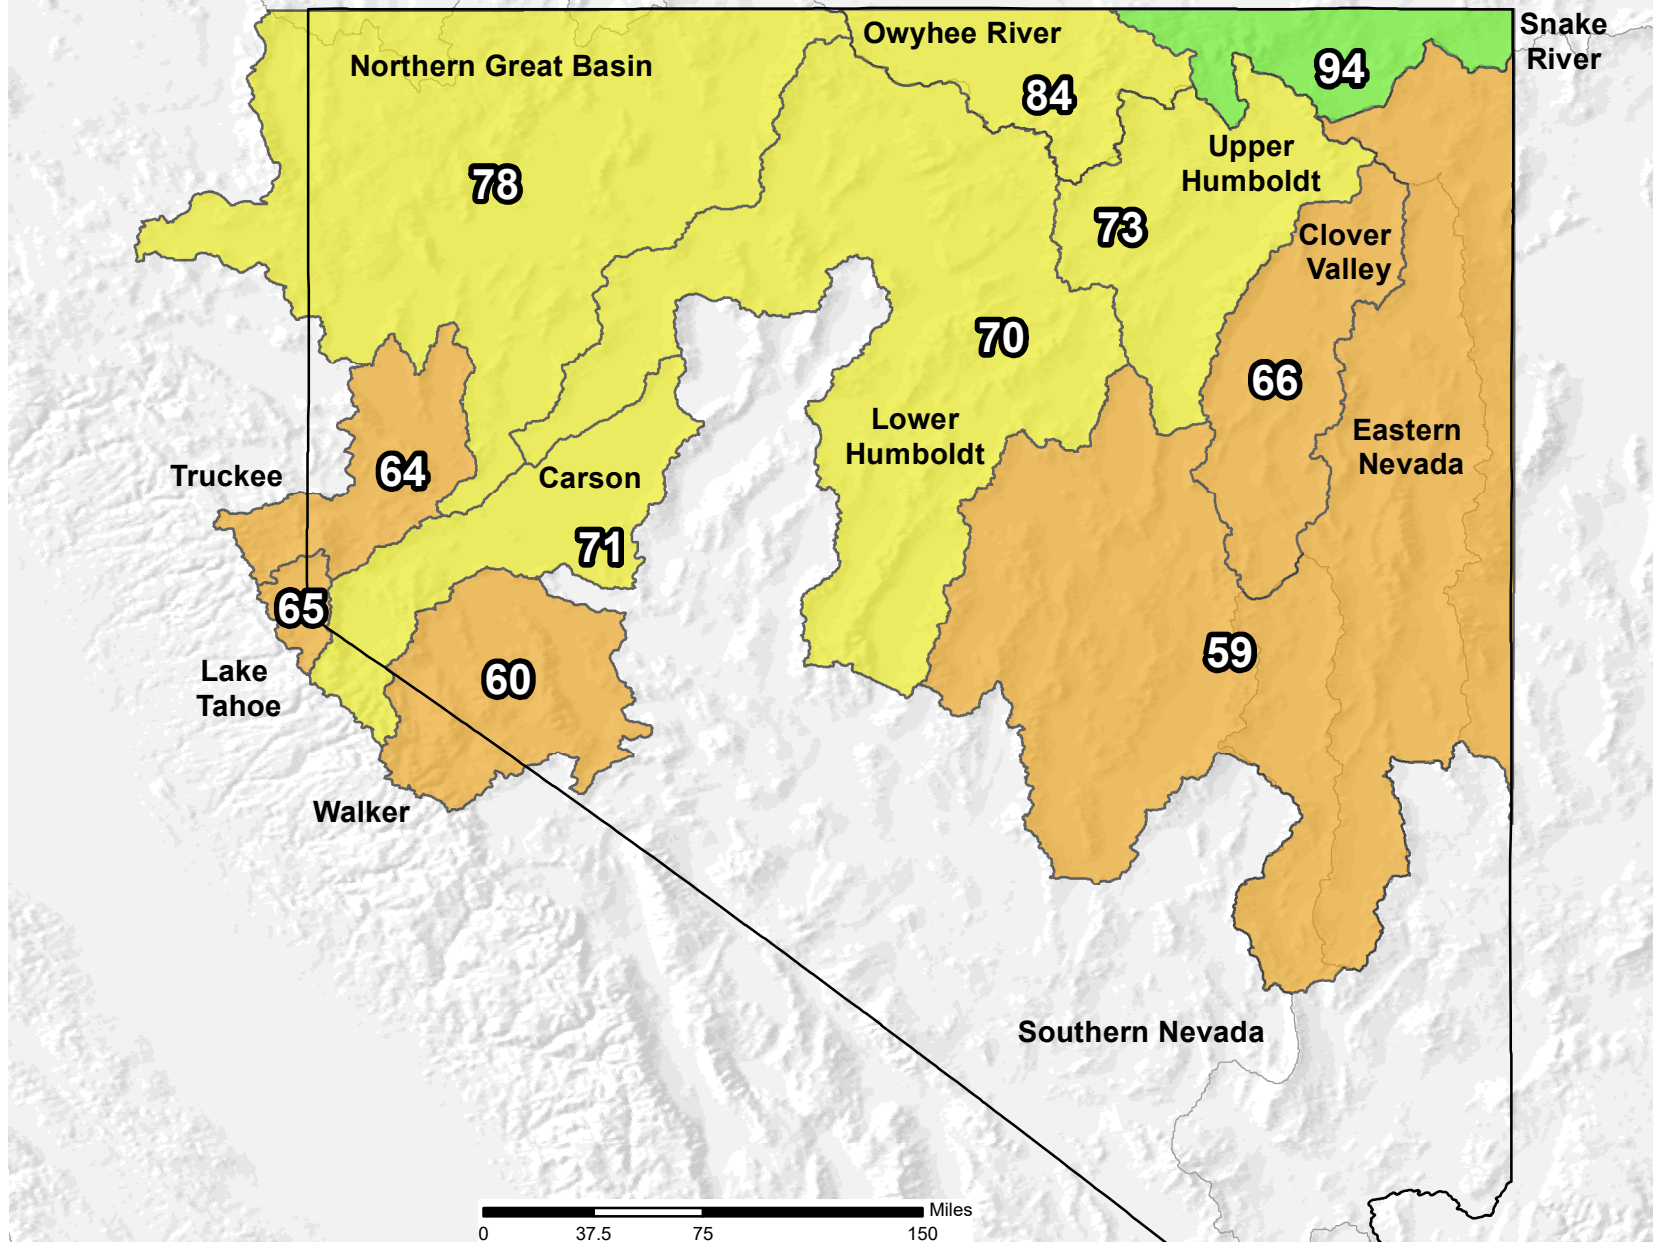 Snake
River
Owyhee River
Northern Great Basin
94
84
Upper
Humboldt
78
73
Clover
Valley
70
66
Lower
Humboldt
Eastern
Nevada
Truckee
64
Carson
71
65
59
60
Lake
Tahoe
Walker
Southern Nevada
Miles
0 37.5 75 150